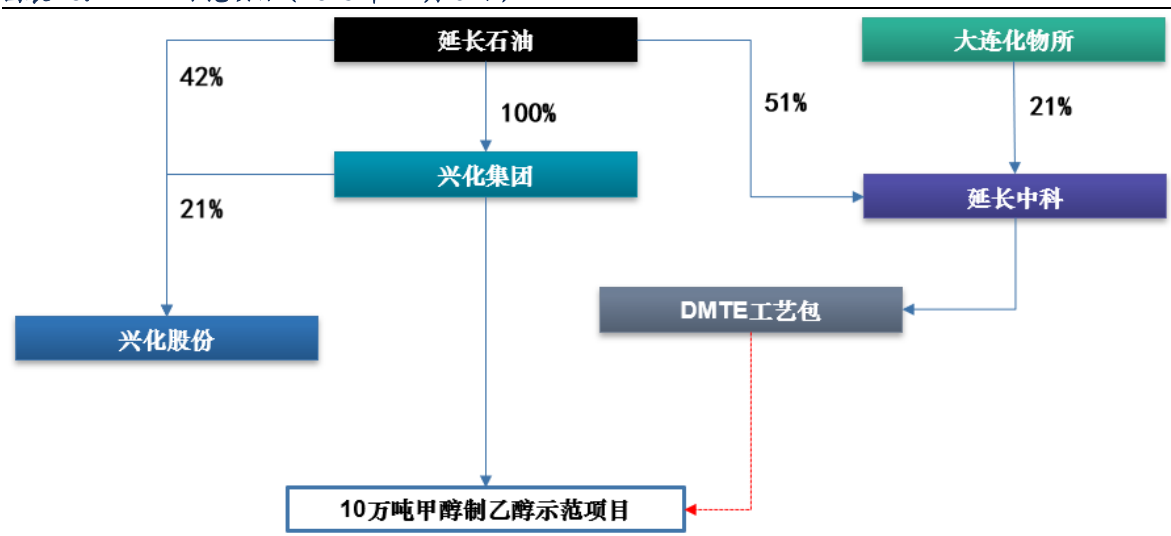 延长石油
大连化物所
42%
100%
51%
21%
兴化集团
延长中科
21%
DMTE工艺包
兴化股份
10万吨甲醇制乙醇示范项目